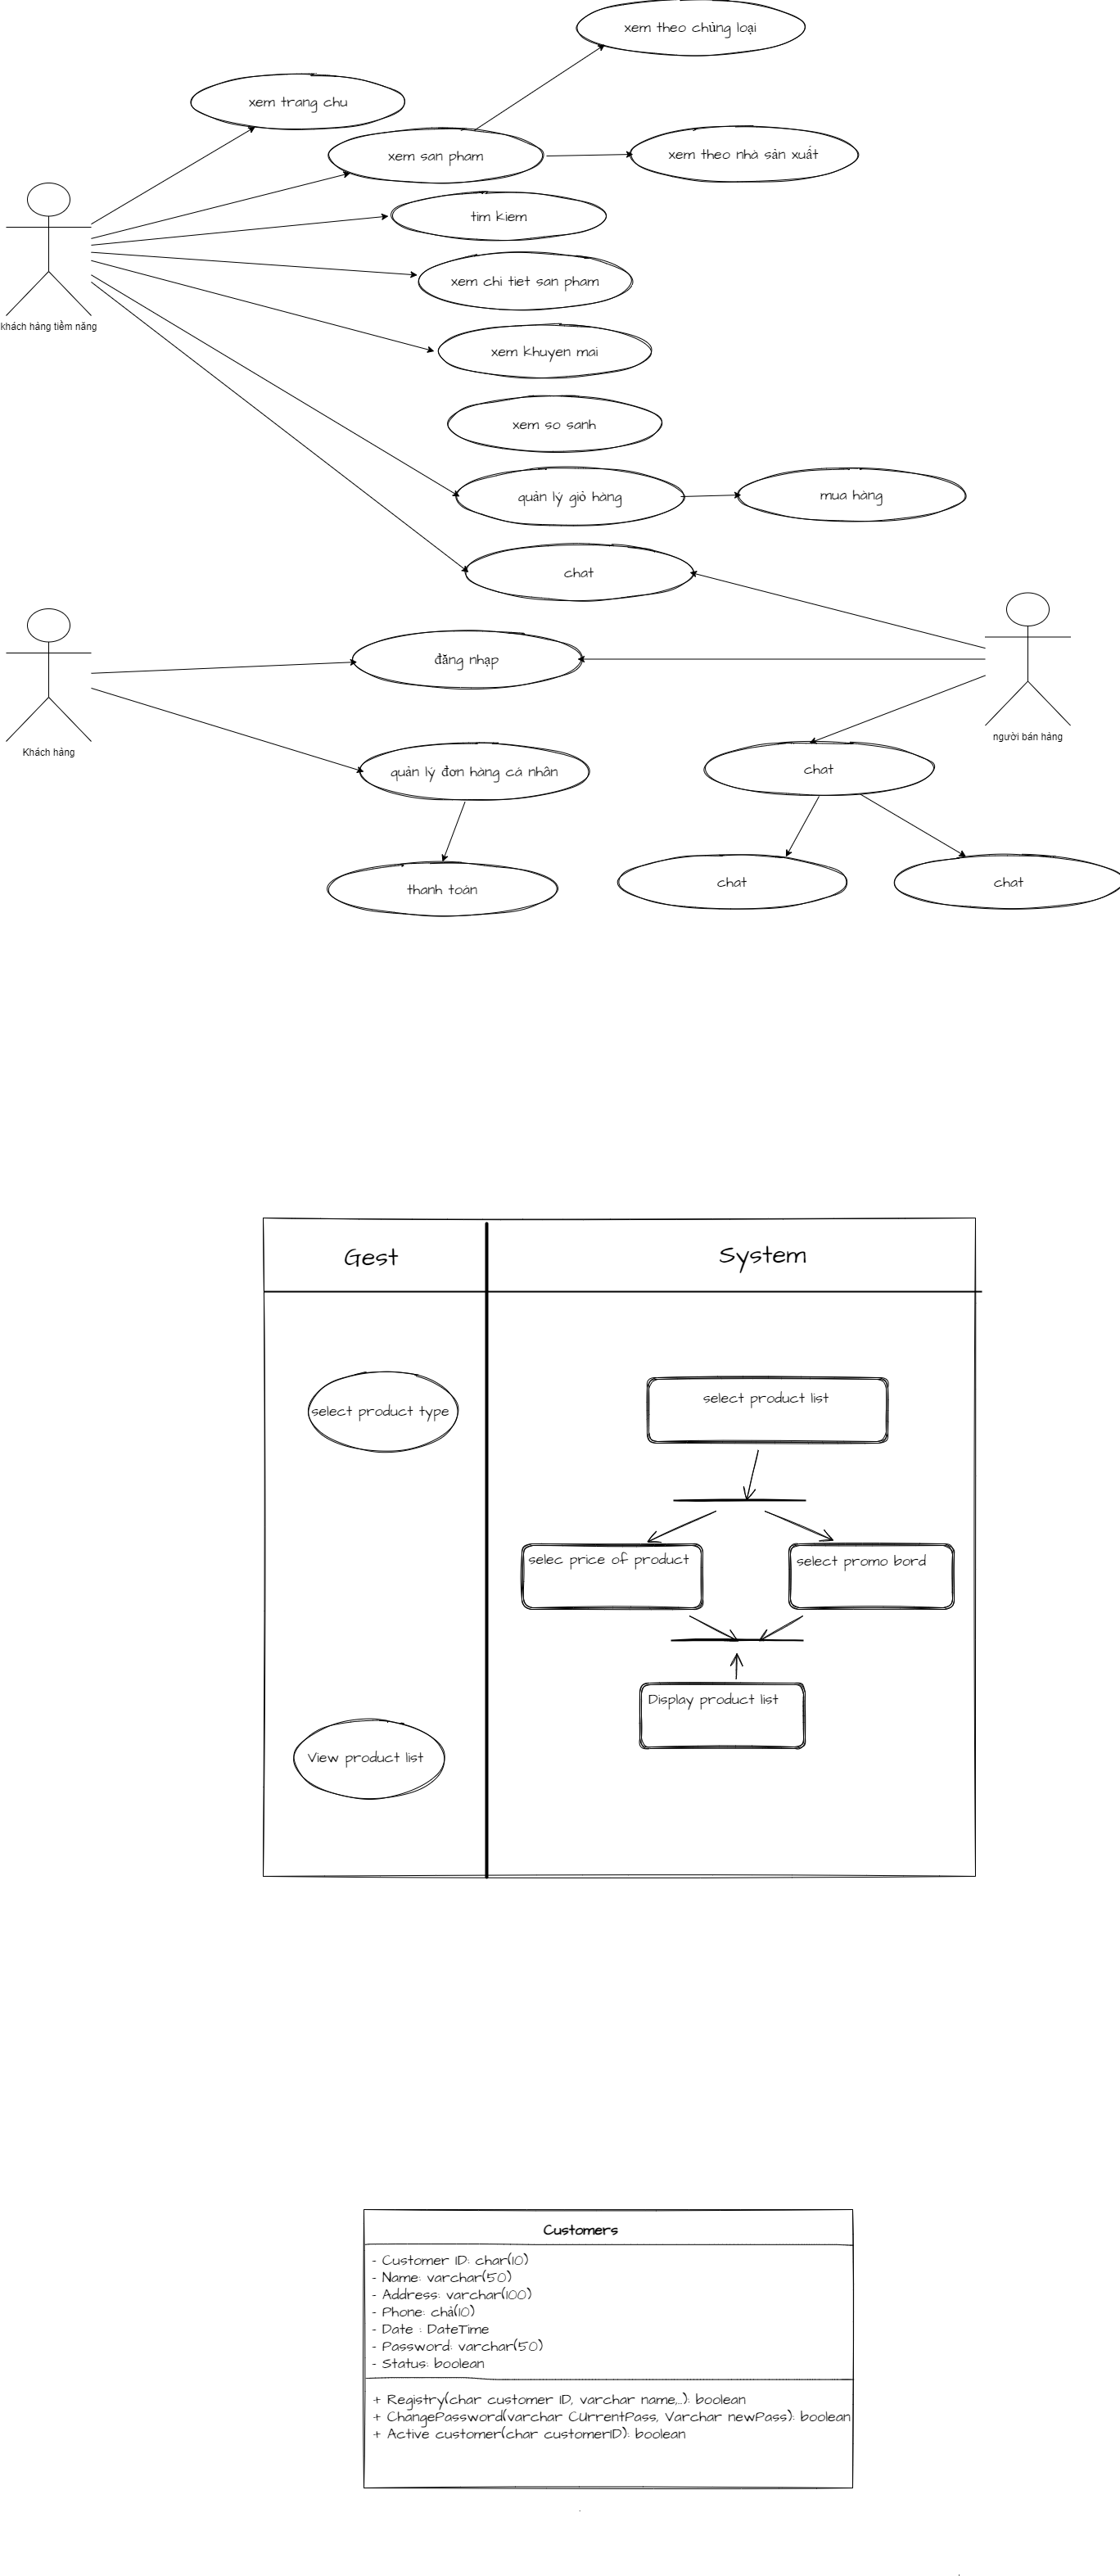 xem theo chủng loại
xem trang chu
xem san pham
xem theo nhà sản xuất
tim kiem
xem chi tiet san pham
khách háng tiềm năng
xem khuyen mai
xem so sanh
quản lý giỏ hàng
mua hàng
chat
đăng nhạp
người bán háng
Khách háng
quản lý đơn hàng cá nhân
chat
thanh toán
chat
chat
Gest
System
select product type
select product list
selec price of product
select promo bord
Display product list
View product list
Customers
- Customer ID: char(10)
- Name: varchar(50)
- Address: varchar(100)
- Phone: chả(10)
- Date : DateTime
- Password: varchar(50)
- Status: boolean
+ Registry(char customer ID, varchar name,..): boolean
+ ChangePassword(varchar CUrrentPass, Varchar newPass): boolean
+ Active customer(char customerID): boolean